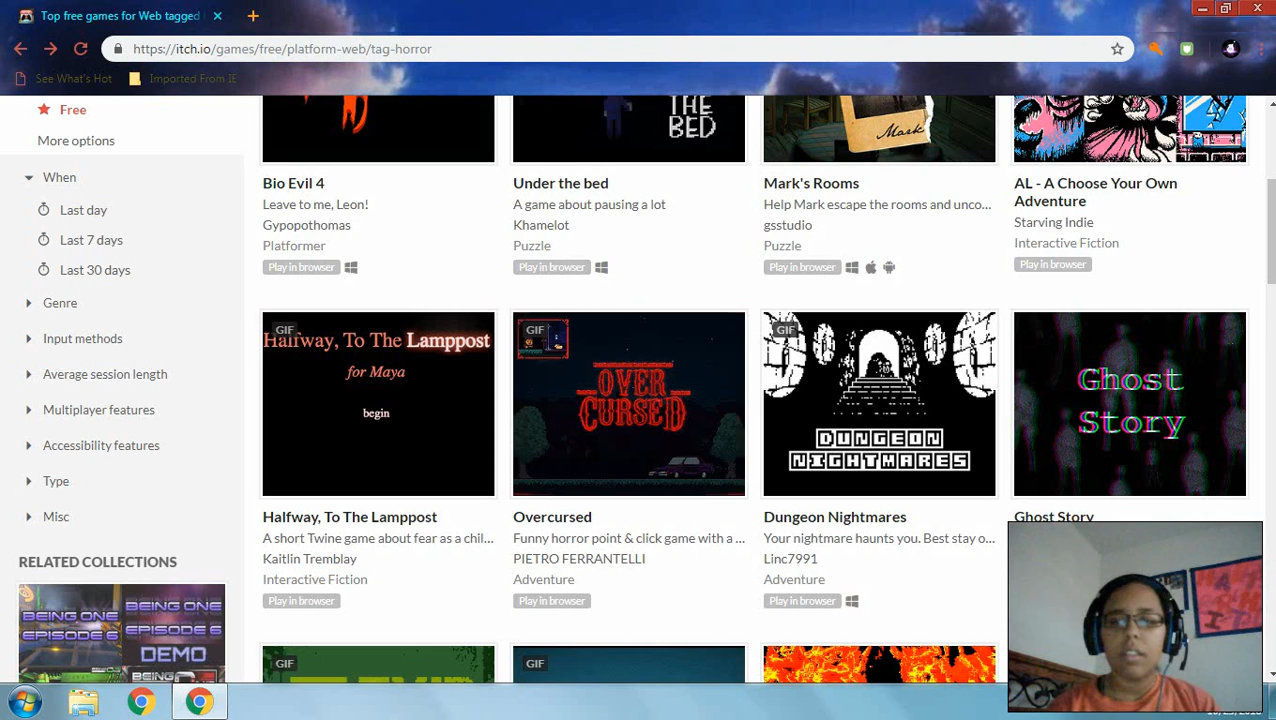 Top free games for Web tagged
https://itch.io/games/free/platform-web/tag-horror
See What's Hot
Imported From IE
Free
More options
When
Last day
Last 7 days
Last 30 days
Genre
Input methods
Average session length
Multiplayer features
Accessibility features
Type
Misc
RELATED COLLECTIONS
BEING ONE
EPISODE 6
BEING ONE
EPISODE 6
DEMO
THE
BED
Mark
Bio Evil 4
Leave to me, Leon!
Gypopothomas
Platformer
Play in browser
Under the bed
A game about pausing a lot
Khamelot
Puzzle
Play in browser
Mark's Rooms
Help Mark escape the rooms and unco...
gsstudio
Puzzle
Play in browser
AL - A Choose Your Own
Adventure
Starving Indie
Interactive Fiction
Play in browser
GIF
Halfway, To The Lamppost
for Maya
begin
GIF
OVER
CURSED
GIF
DUNGEON
NIGHTMARES
Ghost
Story
Halfway, To The Lamppost
A short Twine game about fear as a chil...
Kaitlin Tremblay
Interactive Fiction
Play in browser
Overcursed
Funny horror point & click game with a ...
PIETRO FERRANTELLI
Adventure
Play in browser
Dungeon Nightmares
Your nightmare haunts you. Best stay o...
Linc7991
Adventure
Play in browser
Ghost Story
GIF
GIF